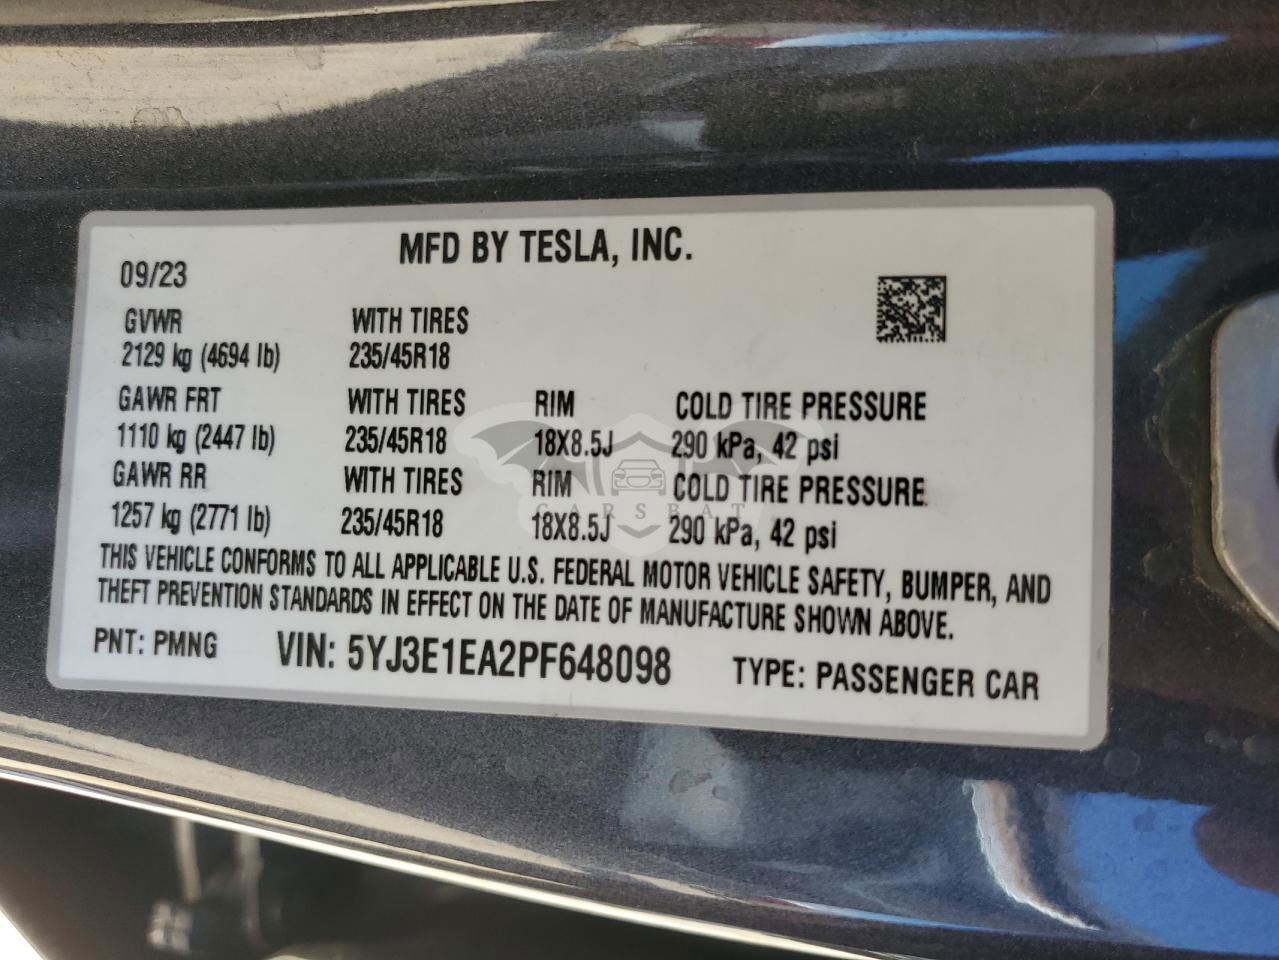 MFD BY TESLA, INC.
09/23
GVWR WITH TIRES
2129 kg (4694 lb) 235/45R18
GAWR FRT WITH TIRES RIM COLD TIRE PRESSURE
1110 kg (2447 lb) 235/45R18 18X8.5J 290 kPa, 42 psi
GAWR RR WITH TIRES RIM COLD TIRE PRESSURE
1257 kg (2771 lb) 235/45R18 18X8.5J 290 kPa, 42 psi
CARSBAT
THIS VEHICLE CONFORMS TO ALL APPLICABLE U.S. FEDERAL MOTOR VEHICLE SAFETY, BUMPER, AND
THEFT PREVENTION STANDARDS IN EFFECT ON THE DATE OF MANUFACTURE SHOWN ABOVE.
PNT: PMNG VIN: 5YJ3E1EA2PF648098 TYPE: PASSENGER CAR